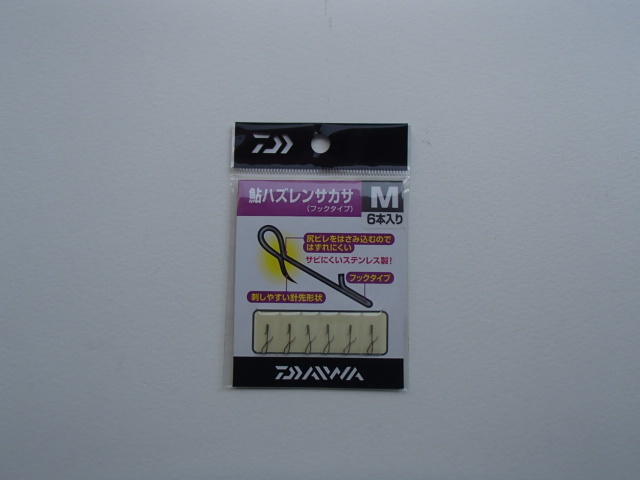 鮎ハズレンサカサ
(フックタイプ)
M
6本入り
尻ビレをはさみ込むので
はずれにくい
サビにくいステンレス製!
フックタイプ
刺しやすい針先形状
DAIWA